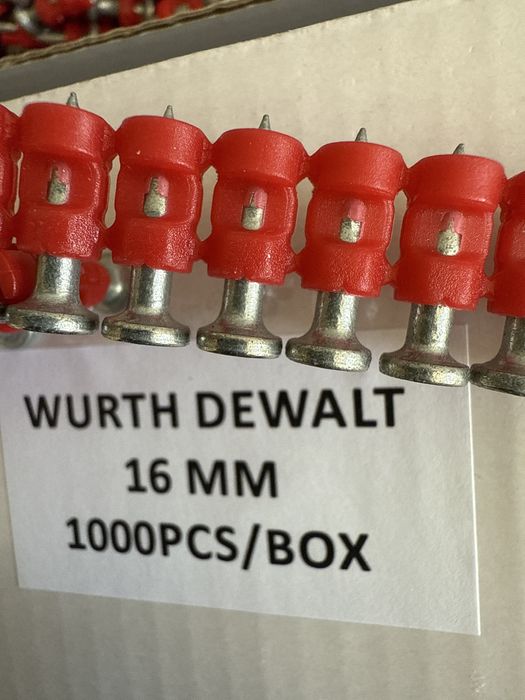 WURTH DEWALT
16 MM
1000PCS/BOX